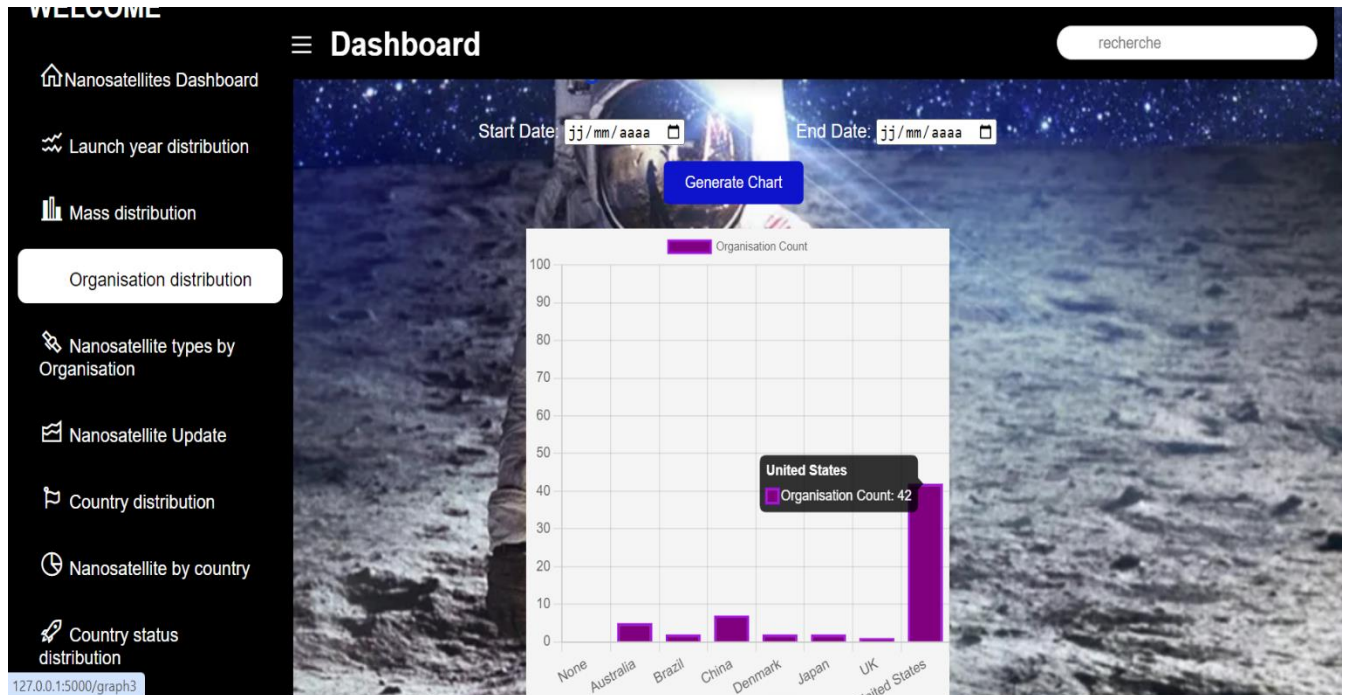 WELCOME
Dashboard
recherche
Nanosatellites Dashboard
Launch year distribution
Mass distribution
Organisation distribution
Nanosatellite types by
Organisation
Nanosatellite Update
Country distribution
Nanosatellite by country
Country status
distribution
127.0.0.1:5000/graph3
Start Date: jj/mm/aaaa
End Date: jj/mm/aaaa
Generate Chart
Organisation Count
100
90
80
70
60
50
40
30
20
10
0
United States
Organisation Count: 42
None
Australia
Brazil
China
Denmark
Japan
UK
United States